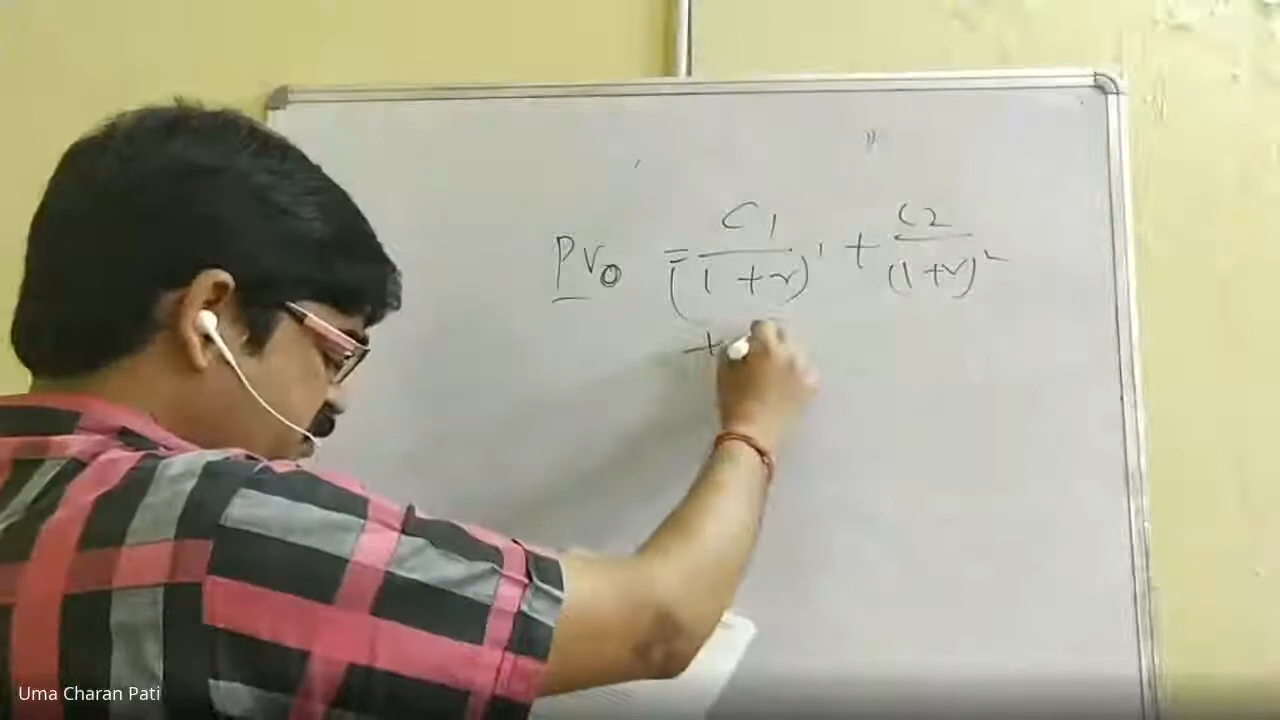 PV₀ = C1/(1+r)¹ + C2/(1+r)²
+
Uma Charan Pati